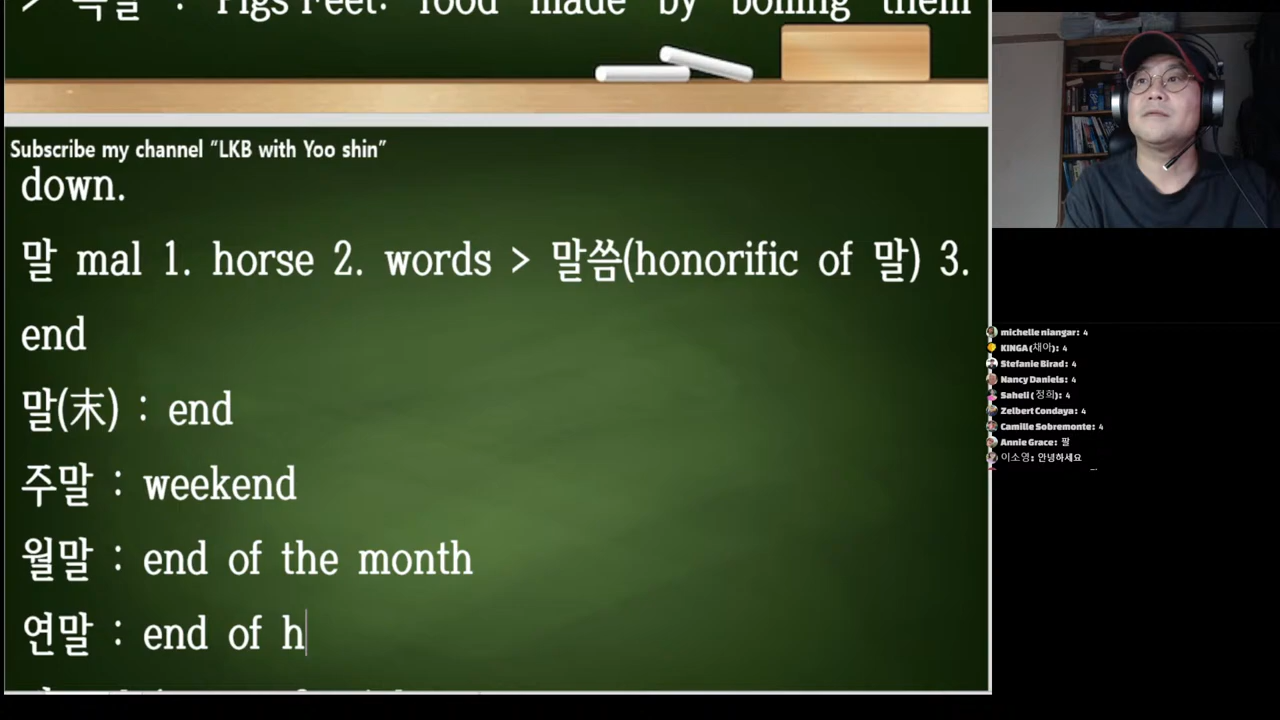 > 족발 : Pigs Feet: food made by boiling them
Subscribe my channel "LKB with Yoo shin"
down.
말 mal 1. horse 2. words > 말씀(honorific of 말) 3.
end
말(末) : end
주말 : weekend
월말 : end of the month
연말 : end of h
michelle niangar: 4
KINGA (채아): 4
Stefanie Birad: 4
Nancy Daniels: 4
Saheli ( 정희): 4
Zelbert Condaya: 4
Camille Sobremonte: 4
Annie Grace: 팔
이소영: 안녕하세요